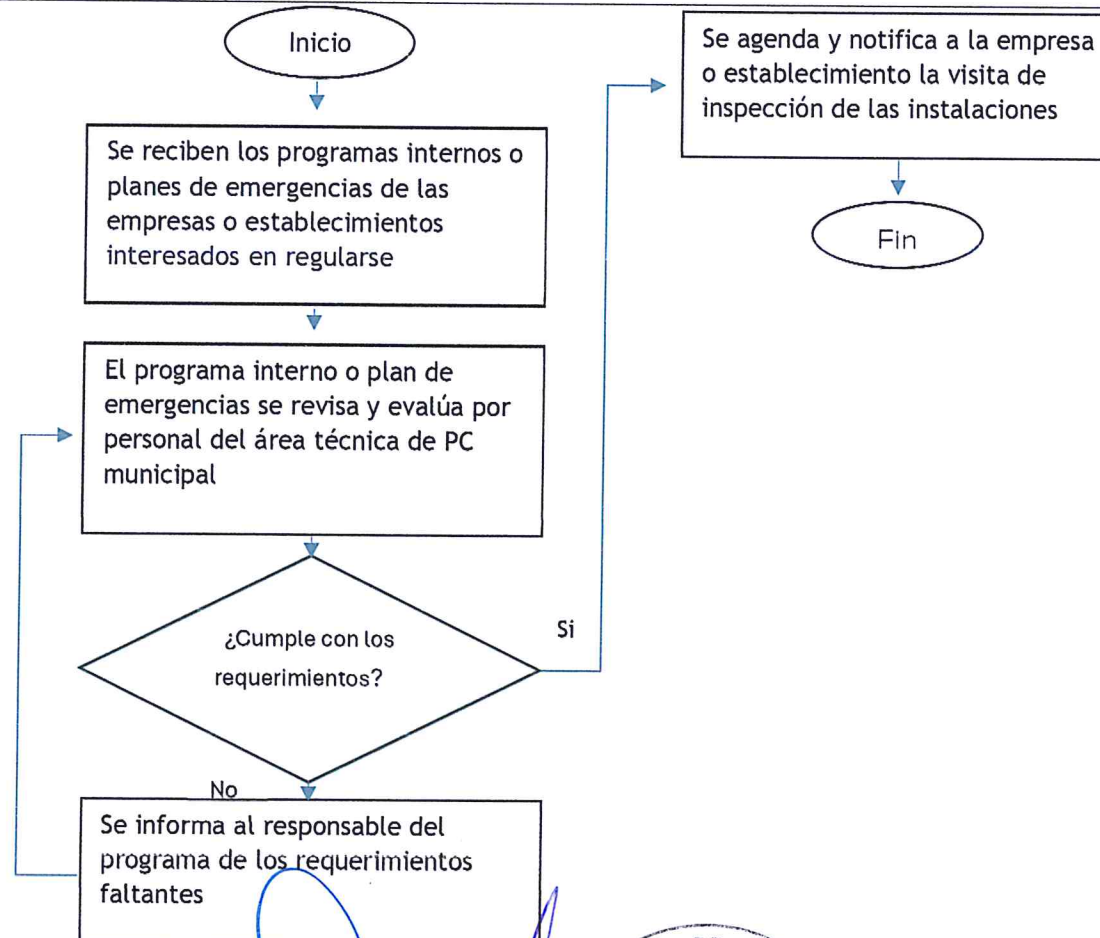 Inicio
Se reciben los programas internos o
planes de emergencias de las
empresas o establecimientos
interesados en regularse
El programa interno o plan de
emergencias se revisa y evalúa por
personal del área técnica de PC
municipal
¿Cumple con los
requerimientos?
Si
No
Se informa al responsable del
programa de los requerimientos
faltantes
Se agenda y notifica a la empresa
o establecimiento la visita de
inspección de las instalaciones
Fin